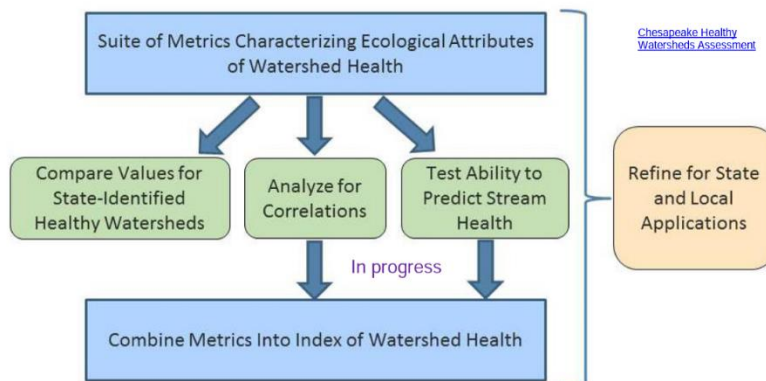 Suite of Metrics Characterizing Ecological Attributes
of Watershed Health
Chesapeake Healthy
Watersheds Assessment
Compare Values for
State-Identified
Healthy Watersheds
Analyze for
Correlations
Test Ability to
Predict Stream
Health
Refine for State
and Local
Applications
In progress
Combine Metrics Into Index of Watershed Health